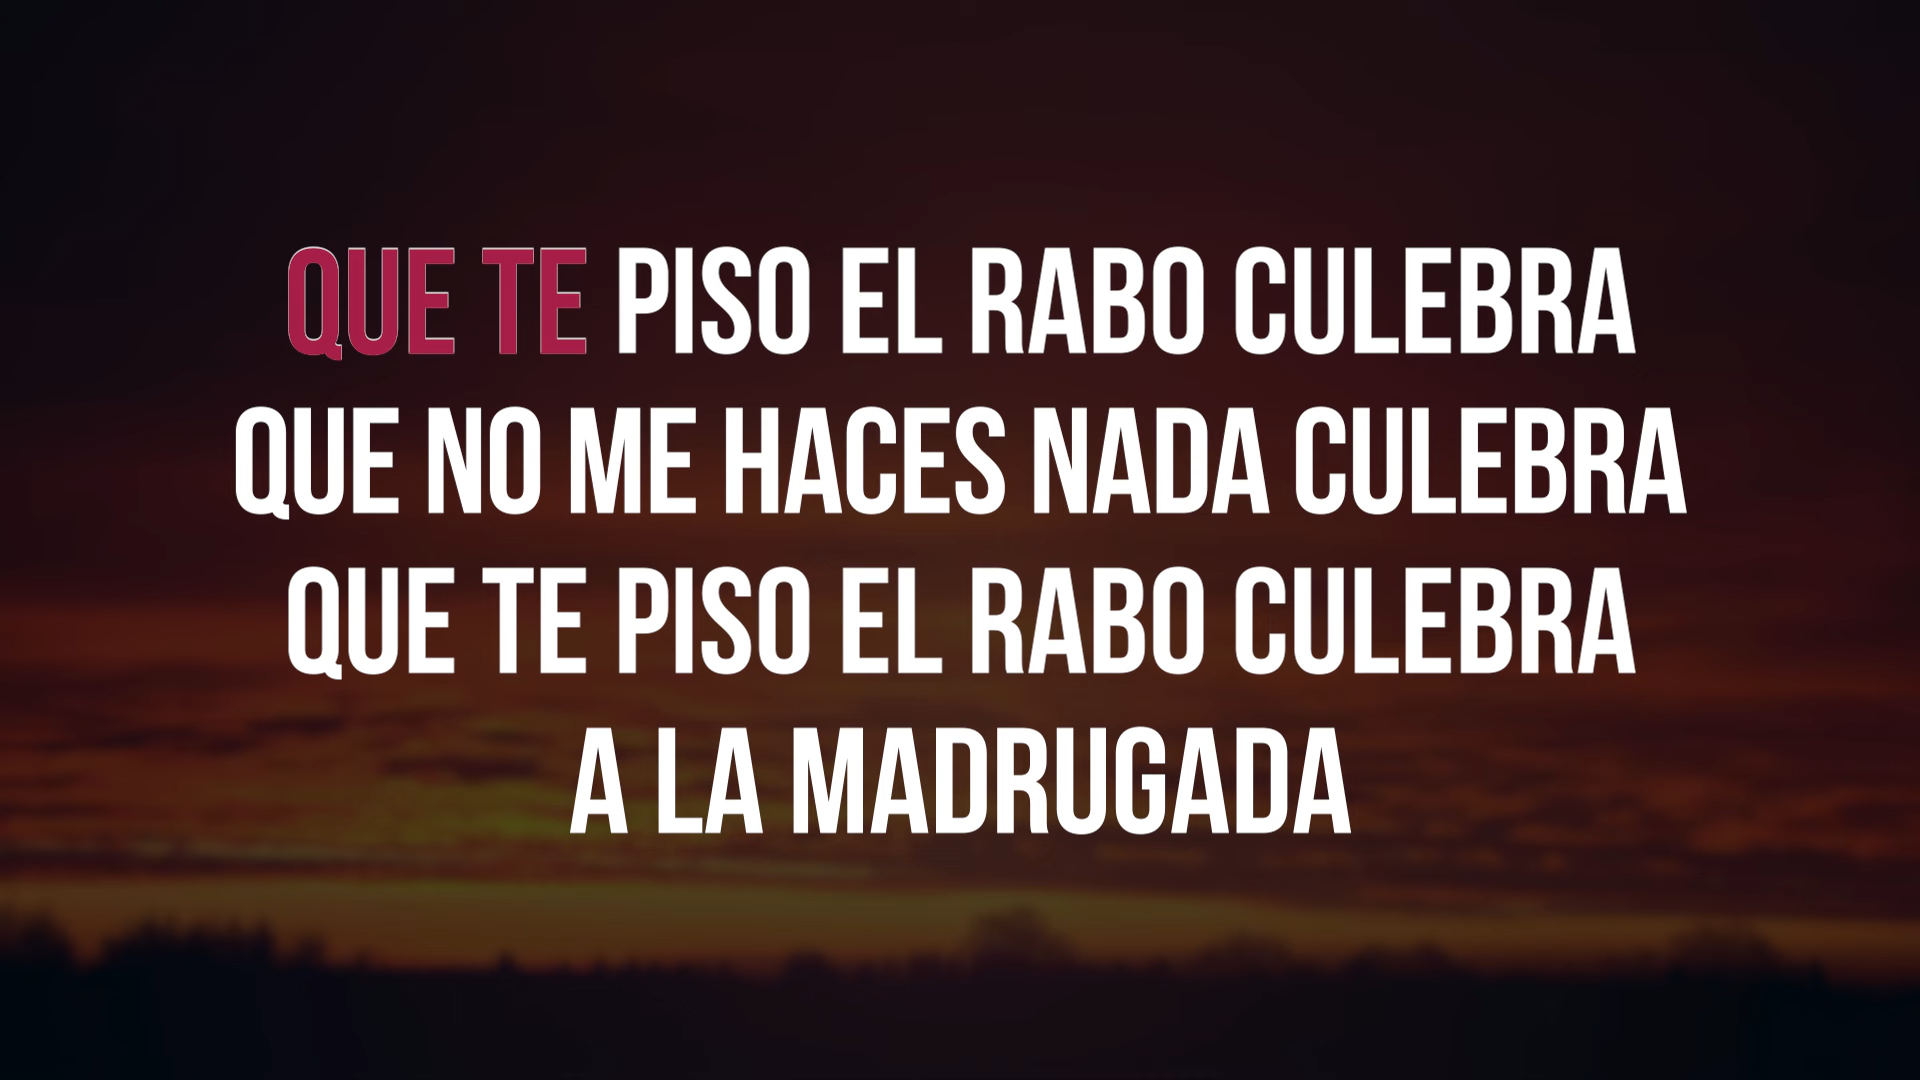 QUE TE PISO EL RABO CULEBRA
QUE NO ME HACES NADA CULEBRA
QUE TE PISO EL RABO CULEBRA
A LA MADRUGADA